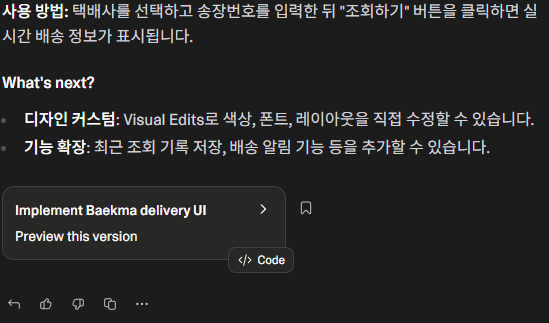 사용 방법: 택배사를 선택하고 송장번호를 입력한 뒤 "조회하기" 버튼을 클릭하면 실
시간 배송 정보가 표시됩니다.
What's next?
디자인 커스텀: Visual Edits로 색상, 폰트, 레이아웃을 직접 수정할 수 있습니다.
기능 확장: 최근 조회 기록 저장, 배송 알림 기능 등을 추가할 수 있습니다.
Implement Baekma delivery UI
Preview this version
Code